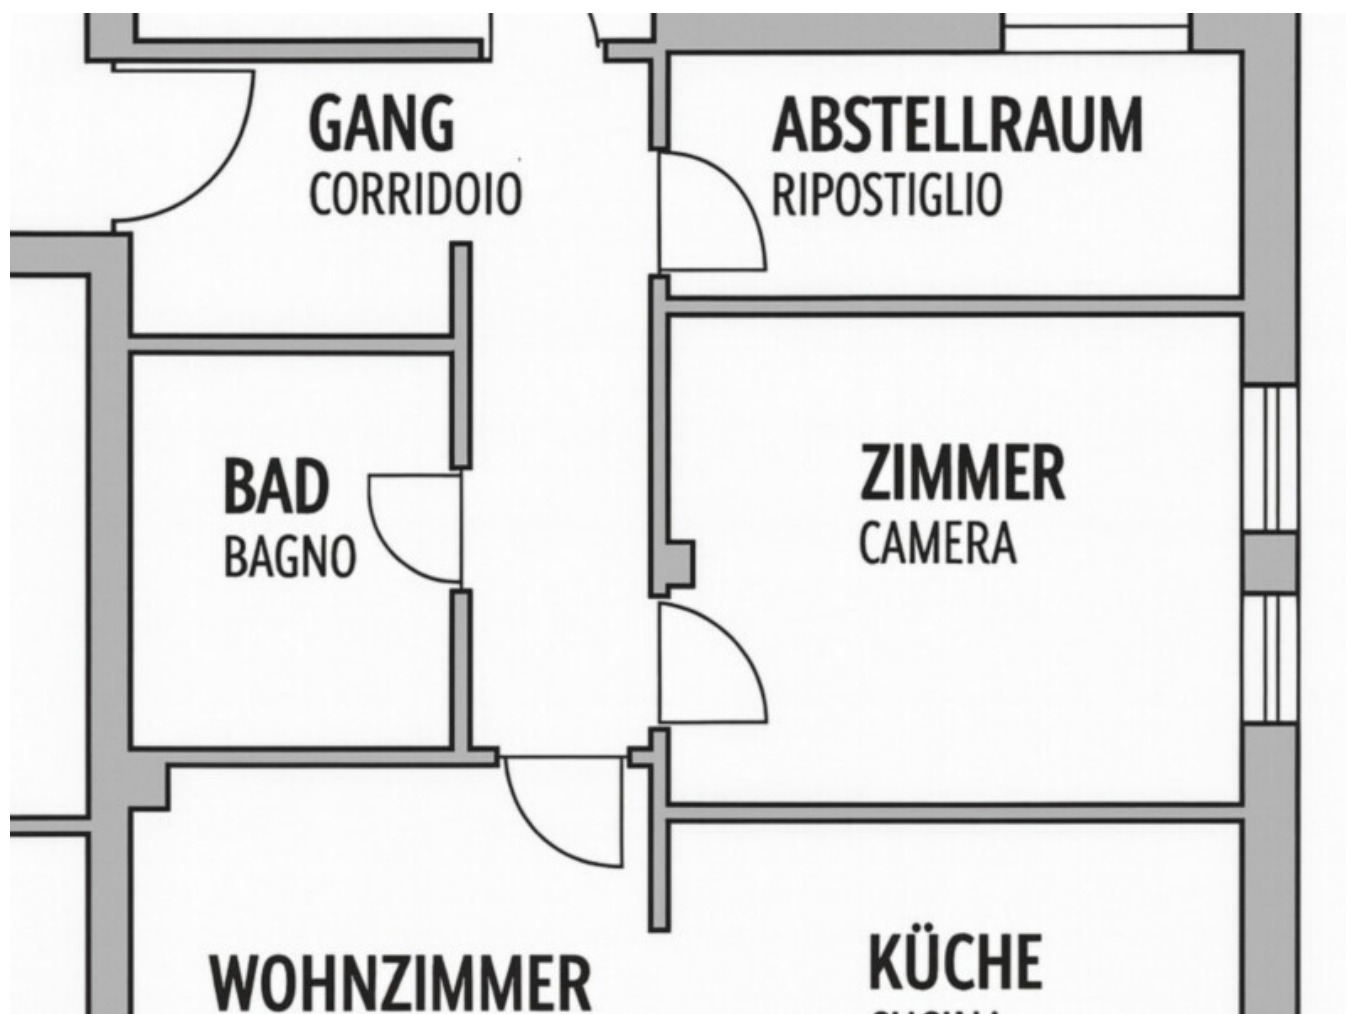 GANG
CORRIDOIO
ABSTELLRAUM
RIPOSTIGLIO
BAD
BAGNO
ZIMMER
CAMERA
WOHNZIMMER
KÜCHE